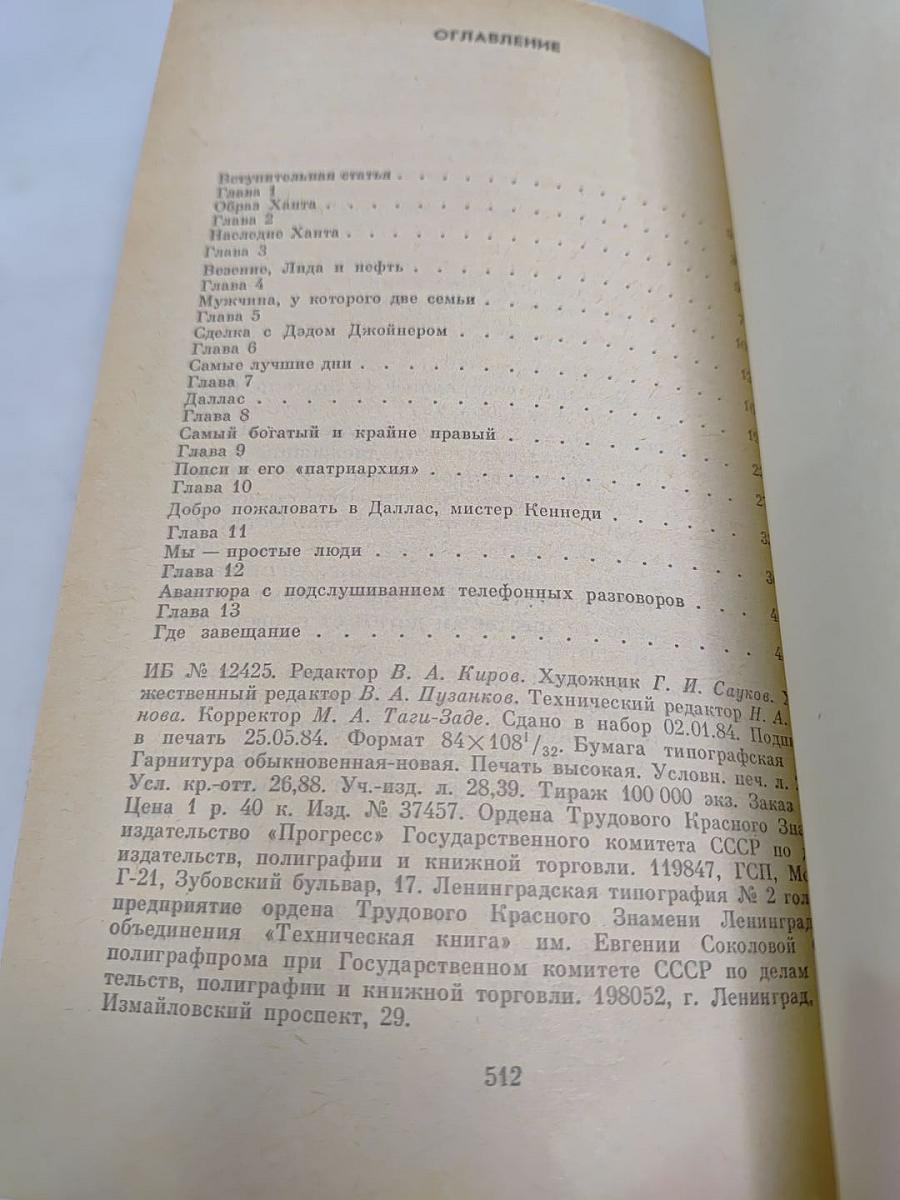 ОГЛАВЛЕНИЕ
Вступительная статья . . . . . . . . . .
Глава 1
Образ Ханта . . . . . . . . . . . .
Глава 2
Наследие Ханта . . . . . . . . . . .
Глава 3
Везение, Лида и нефть . . . . . . . . . .
Глава 4
Мужчина, у которого две семьи . . . . . . . .
Глава 5
Сделка с Дэдом Джойнером . . . . . . . . .
Глава 6
Самые лучшие дни . . . . . . . . . . .
Глава 7
Даллас . . . . . . . . . . . . . .
Глава 8
Самый богатый и крайне правый . . . . . . . .
Глава 9
Попси и его «патриархия» . . . . . . . . . .
Глава 10
Добро пожаловать в Даллас, мистер Кеннеди . . . . .
Глава 11
Мы — простые люди . . . . . . . . . . .
Глава 12
Авантюра с подслушиванием телефонных разговоров . . .
Глава 13
Где завещание . . . . . . . . . . . .
ИБ № 12425. Редактор В. А. Киров. Художник Г. И. Сауков.
жественный редактор В. А. Пузанков. Технический редактор Н. А.
нова. Корректор М. А. Таги-Заде. Сдано в набор 02.01.84. Подп
в печать 25.05.84. Формат 84×108¹/₃₂. Бумага типографская
Гарнитура обыкновенная-новая. Печать высокая. Условн. печ. л.
Усл. кр.-отт. 26,88. Уч.-изд. л. 28,39. Тираж 100 000 экз. Заказ
Цена 1 р. 40 к. Изд. № 37457. Ордена Трудового Красного Зна
издательство «Прогресс» Государственного комитета СССР по
издательств, полиграфии и книжной торговли. 119847, ГСП, Мо
Г-21, Зубовский бульвар, 17. Ленинградская типография № 2 гол
предприятие ордена Трудового Красного Знамени Ленинград
объединения «Техническая книга» им. Евгении Соколовой
полиграфпрома при Государственном комитете СССР по делам
тельств, полиграфии и книжной торговли. 198052, г. Ленинград,
Измайловский проспект, 29.
512